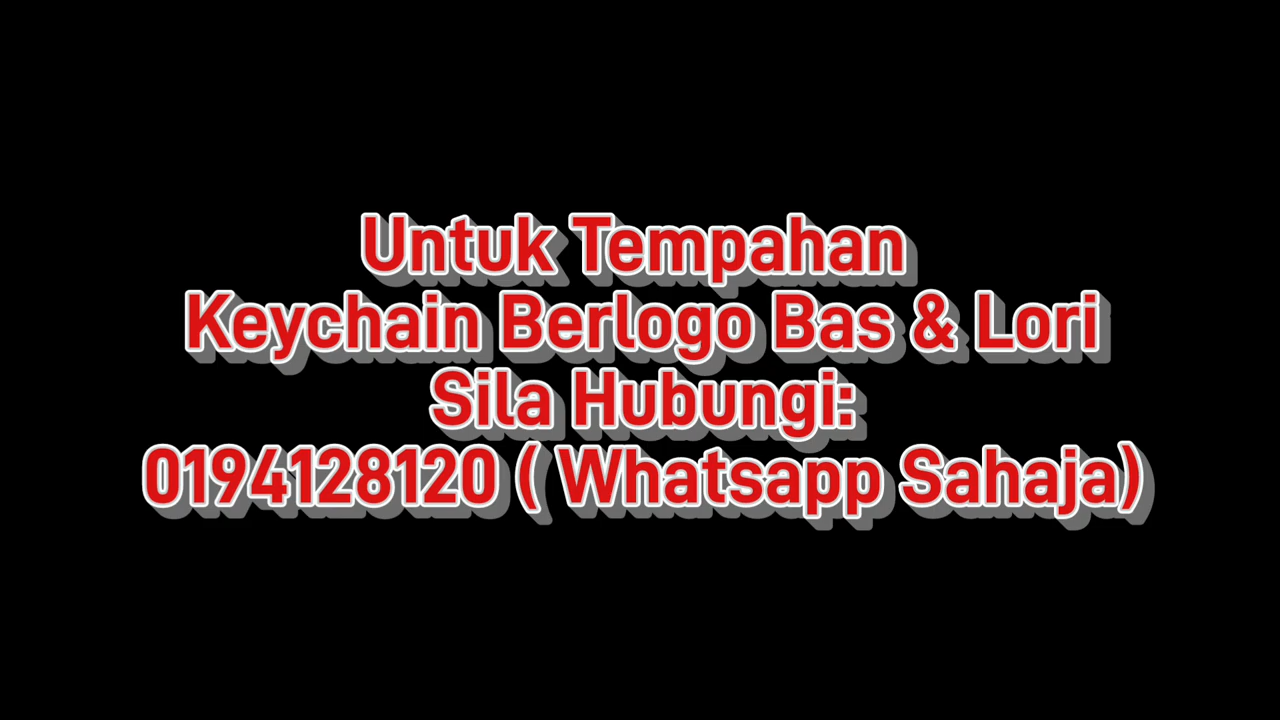 Untuk Tempahan
Keychain Berlogo Bas & Lori
Sila Hubungi:
0194128120 ( Whatsapp Sahaja)